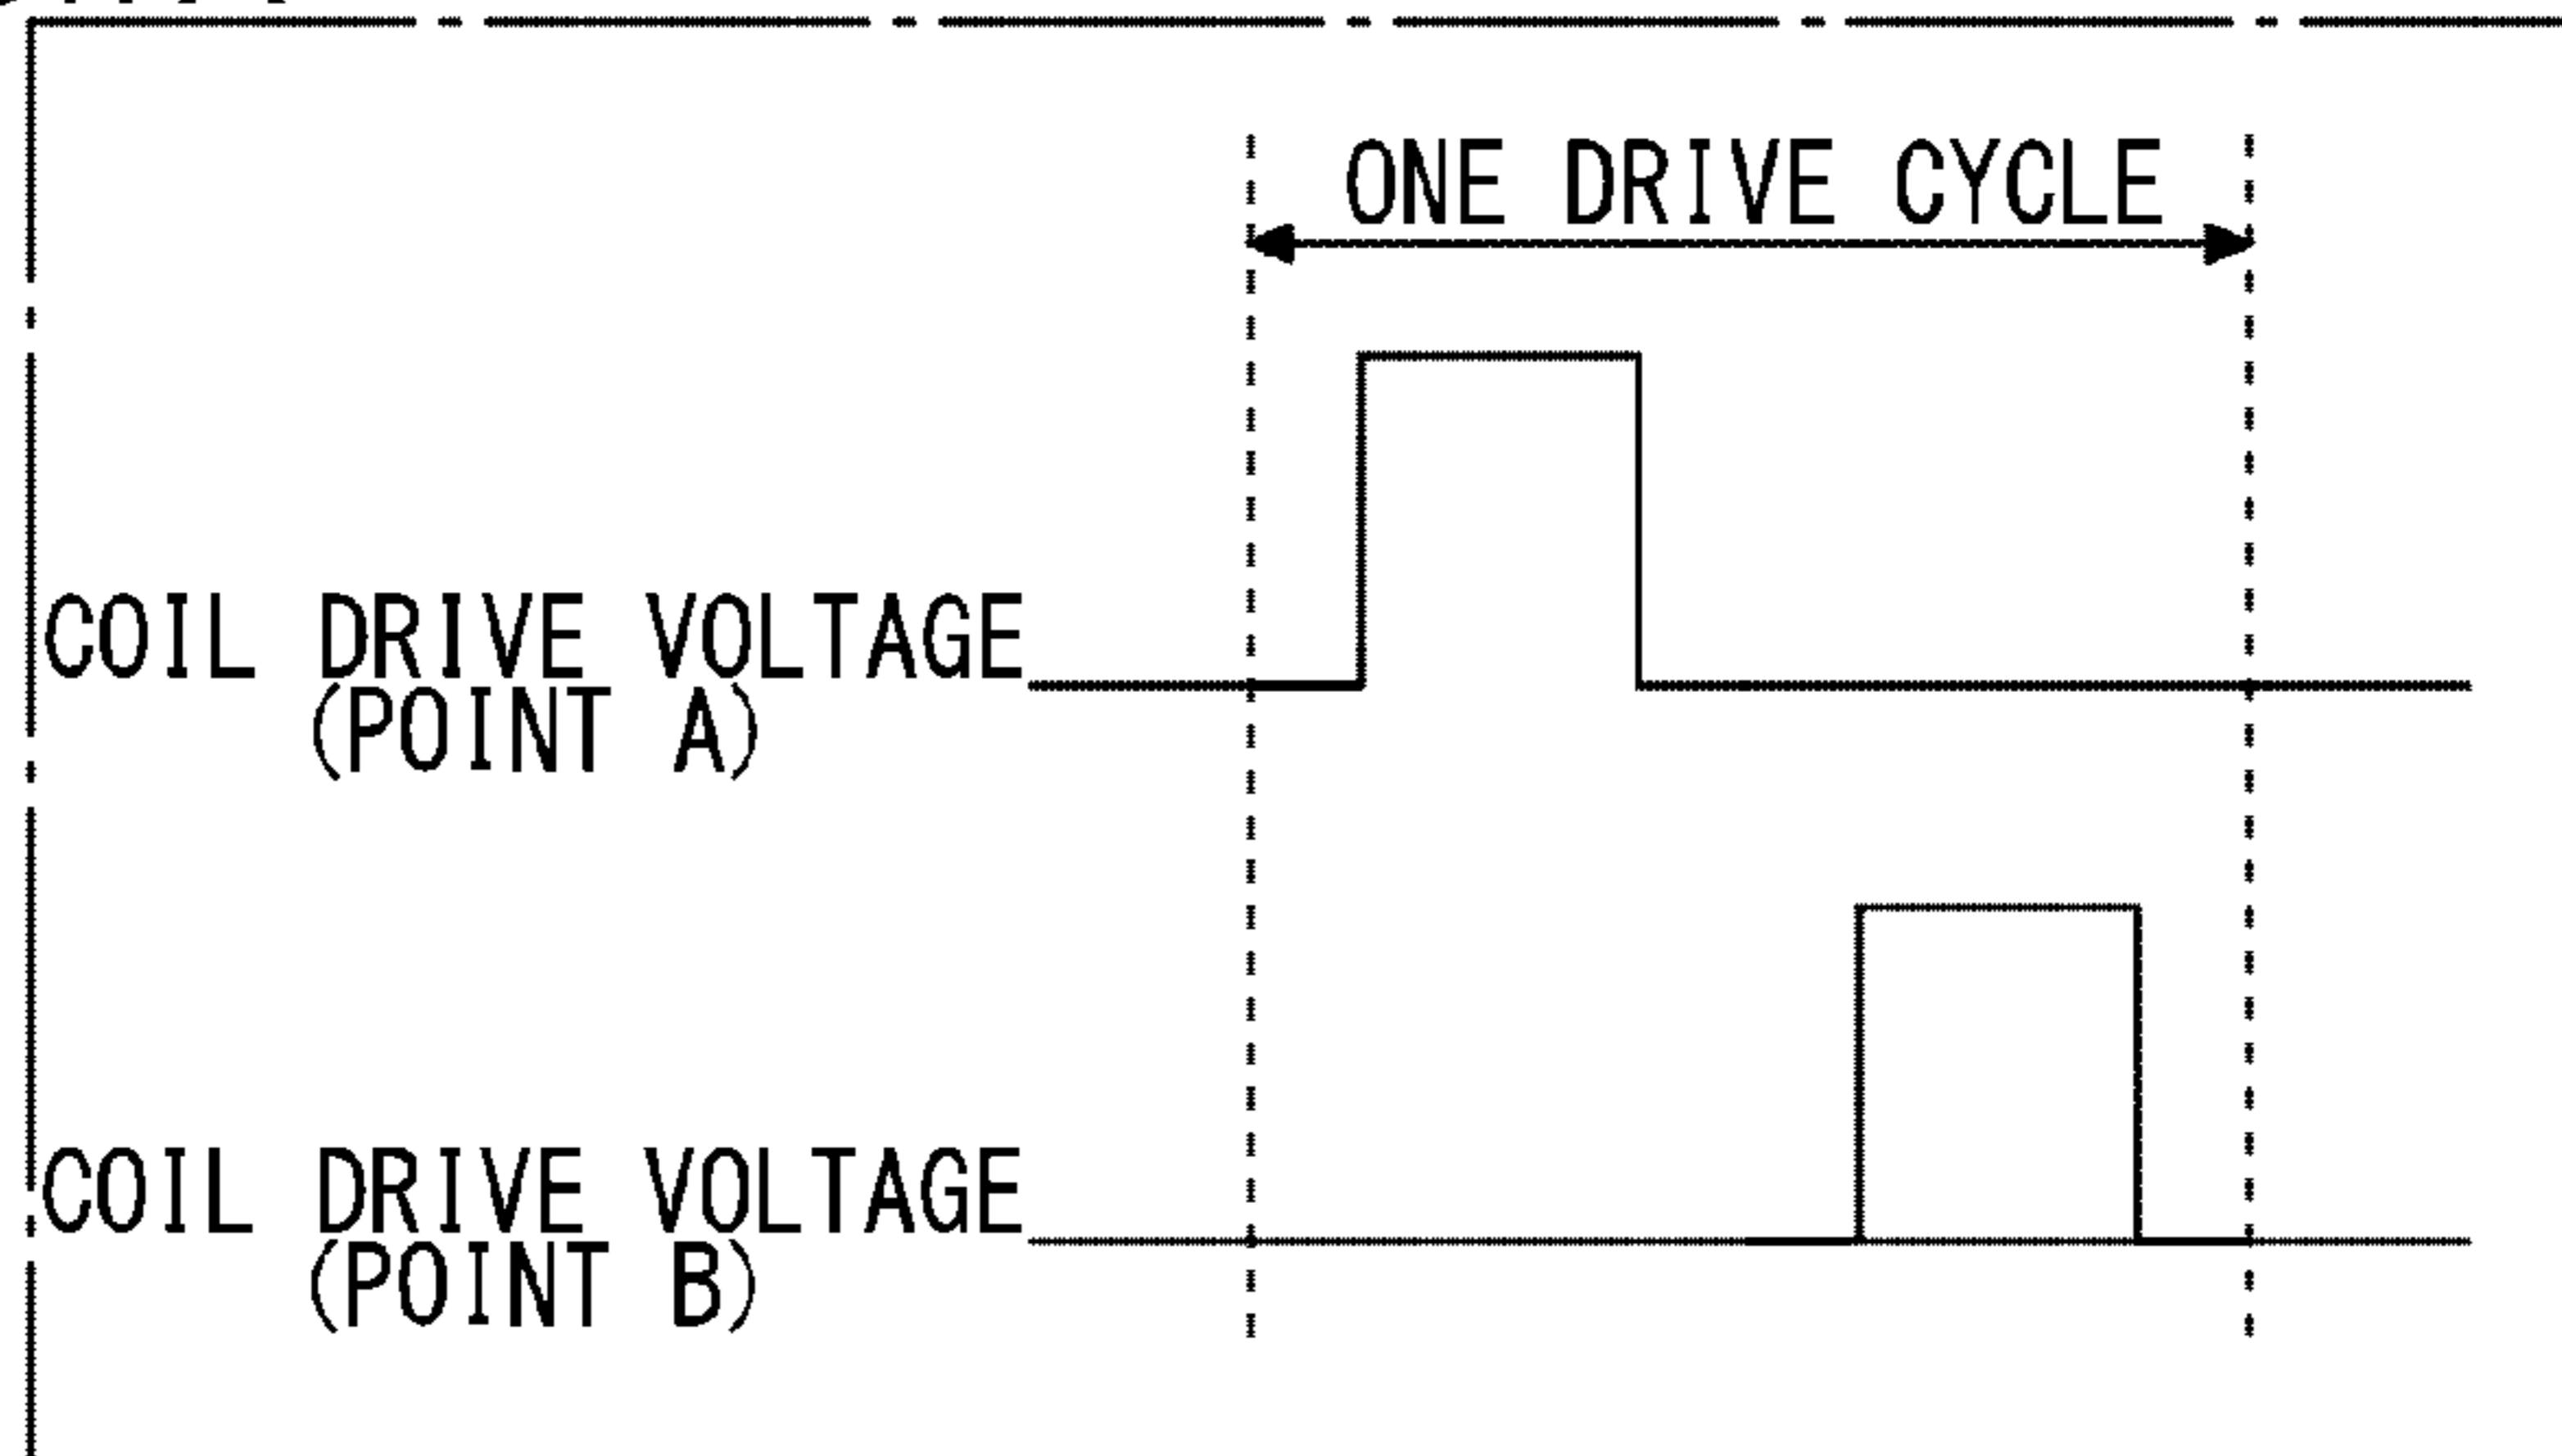 ONE DRIVE CYCLE
COIL DRIVE VOLTAGE
(POINT A)
COIL DRIVE VOLTAGE
(POINT B)